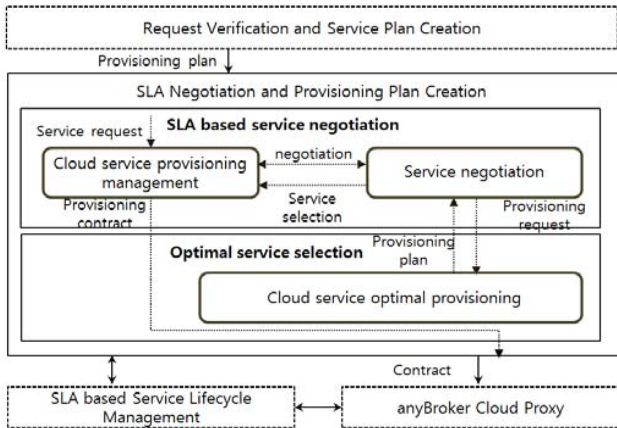 Request Verification and Service Plan Creation
Provisioning plan
SLA Negotiation and Provisioning Plan Creation
SLA based service negotiation
Service request
negotiation
Cloud service provisioning
management
Service negotiation
Service
selection
Provisioning
contract
Provisioning
request
Optimal service selection
Provisioning
plan
Cloud service optimal provisioning
Contract
SLA based Service Lifecycle
Management
anyBroker Cloud Proxy